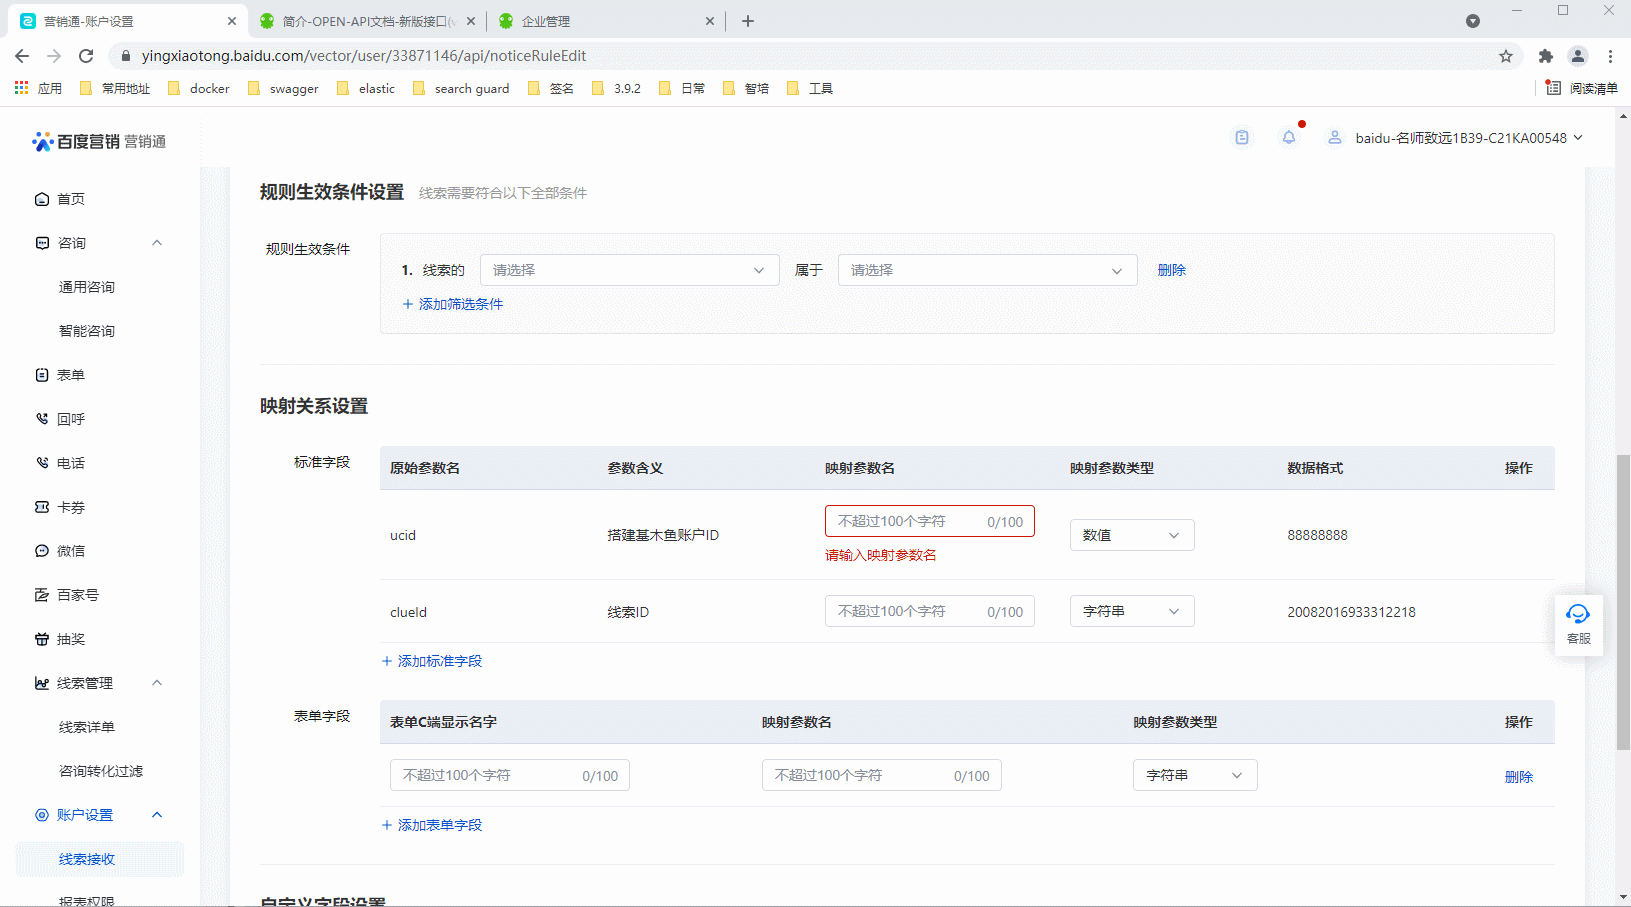 营销通-账户设置
简介-OPEN-API文档-新版接口(v
企业管理
yingxiaotong.baidu.com/vector/user/33871146/api/noticeRuleEdit
应用
常用地址
docker
swagger
elastic
search guard
签名
3.9.2
日常
智培
工具
阅读清单
百度营销 营销通
baidu-名师致远1B39-C21KA00548
首页
咨询
通用咨询
智能咨询
表单
回呼
电话
卡券
微信
百家号
抽奖
线索管理
线索详单
咨询转化过滤
账户设置
线索接收
报表权限
规则生效条件设置 线索需要符合以下全部条件
规则生效条件
1. 线索的 请选择 属于 请选择 删除
+ 添加筛选条件
映射关系设置
标准字段
原始参数名 参数含义 映射参数名 映射参数类型 数据格式 操作
ucid 搭建基木鱼账户ID 不超过100个字符 0/100 数值 88888888
请输入映射参数名
clueId 线索ID 不超过100个字符 0/100 字符串 20082016933312218
+ 添加标准字段
表单字段
表单C端显示名字 映射参数名 映射参数类型 操作
不超过100个字符 0/100 不超过100个字符 0/100 字符串 删除
+ 添加表单字段
自定义字段设置
客服